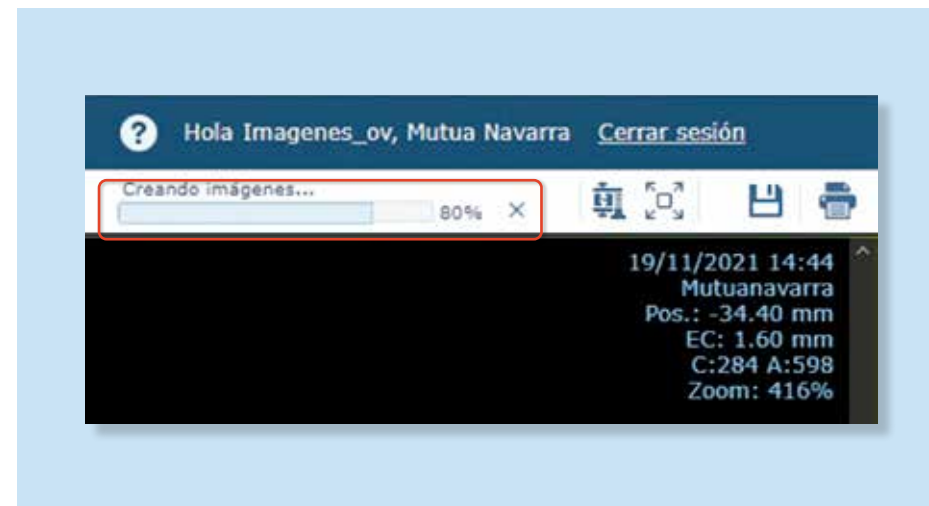 ? Hola Imagenes_ov, Mutua Navarra Cerrar sesión
Creando imágenes...
80% ×
19/11/2021 14:44
Mutuanavarra
Pos.: -34.40 mm
EC: 1.60 mm
C:284 A:598
Zoom: 416%